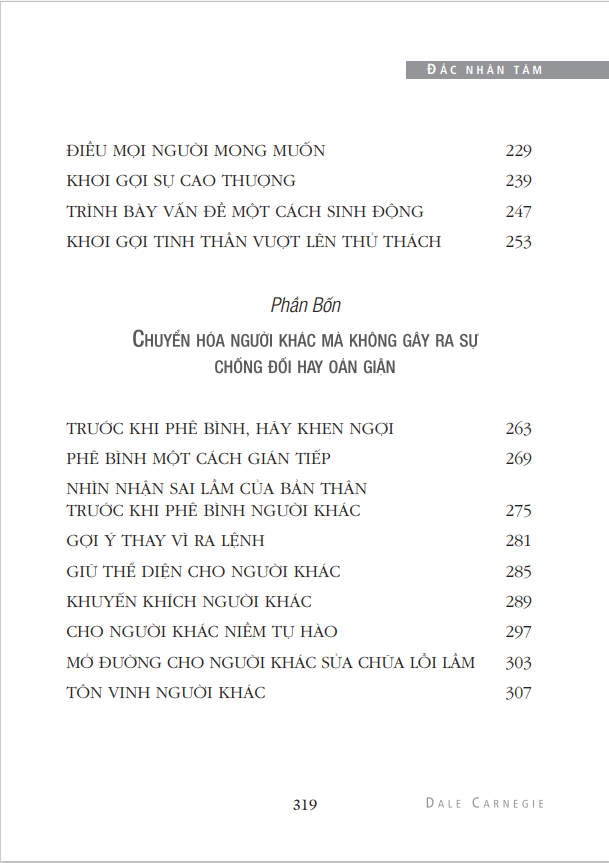 ĐẮC NHÂN TÂM
ĐIỀU MỌI NGƯỜI MONG MUỐN 229
KHƠI GỢI SỰ CAO THƯỢNG 239
TRÌNH BÀY VẤN ĐỀ MỘT CÁCH SINH ĐỘNG 247
KHƠI GỢI TINH THẦN VƯỢT LÊN THỬ THÁCH 253
Phần Bốn
CHUYỂN HÓA NGƯỜI KHÁC MÀ KHÔNG GÂY RA SỰ
CHỐNG ĐỐI HAY OÁN GIẬN
TRƯỚC KHI PHÊ BÌNH, HÃY KHEN NGỢI 263
PHÊ BÌNH MỘT CÁCH GIÁN TIẾP 269
NHÌN NHẬN SAI LẦM CỦA BẢN THÂN
TRƯỚC KHI PHÊ BÌNH NGƯỜI KHÁC 275
GỢI Ý THAY VÌ RA LỆNH 281
GIỮ THỂ DIỆN CHO NGƯỜI KHÁC 285
KHUYẾN KHÍCH NGƯỜI KHÁC 289
CHO NGƯỜI KHÁC NIỀM TỰ HÀO 297
MỞ ĐƯỜNG CHO NGƯỜI KHÁC SỬA CHỮA LỖI LẦM 303
TÔN VINH NGƯỜI KHÁC 307
319 DALE CARNEGIE